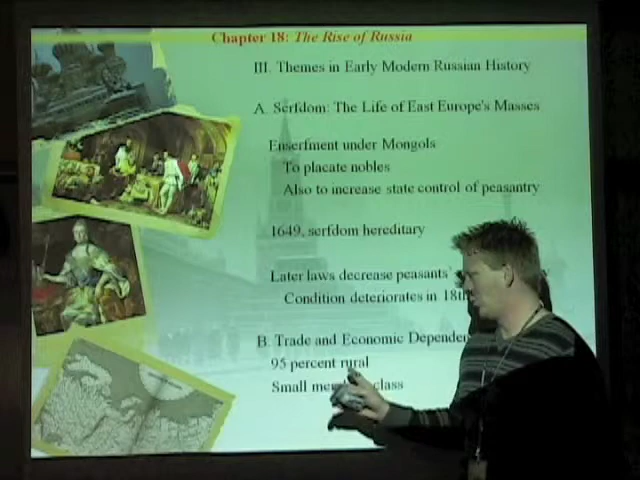 Chapter 18: The Rise of Russia
III. Themes in Early Modern Russian History
A. Serfdom: The Life of East Europe's Masses
Enserfment under Mongols
To placate nobles
Also to increase state control of peasantry
1649, serfdom hereditary
Later laws decrease peasants'
Condition deteriorates in 18th
B. Trade and Economic
95 percent rural
Small class